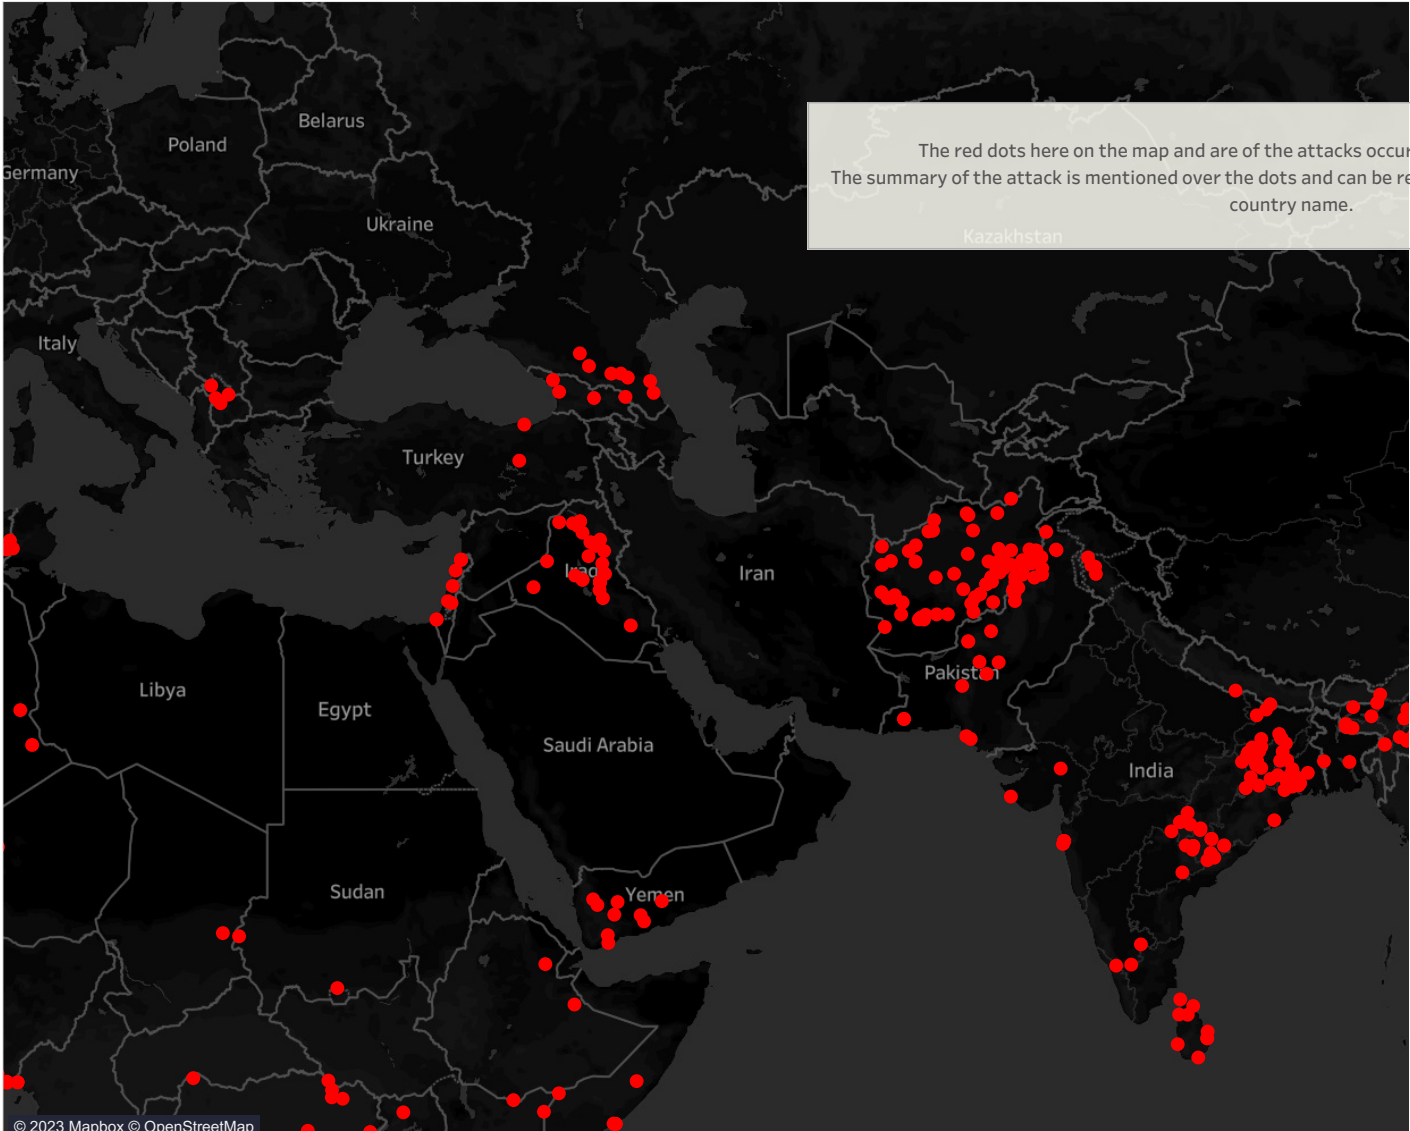 Belarus
Poland
Germany
The red dots here on the map and are of the attacks occur
The summary of the attack is mentioned over the dots and can be re
country name.
Ukraine
Kazakhstan
Italy
Turkey
Iraq
Iran
Pakistan
Libya
Egypt
Saudi Arabia
India
Sudan
Yemen
© 2023 Mapbox © OpenStreetMap